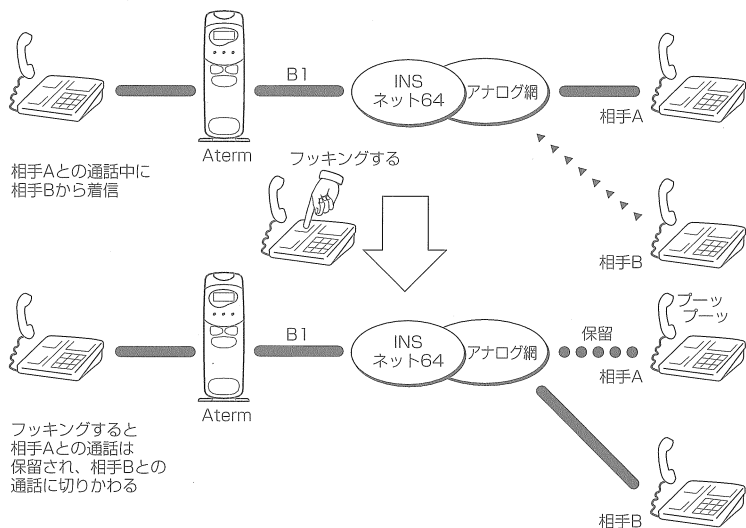 B1
INS
ネット64
アナログ網
相手A
Aterm
相手Aとの通話中に
相手Bから着信
フッキングする
相手B
B1
INS
ネット64
アナログ網
保留
プーッ
プーッ
相手A
Aterm
フッキングすると
相手Aとの通話は
保留され、相手Bとの
通話に切りかわる
相手B